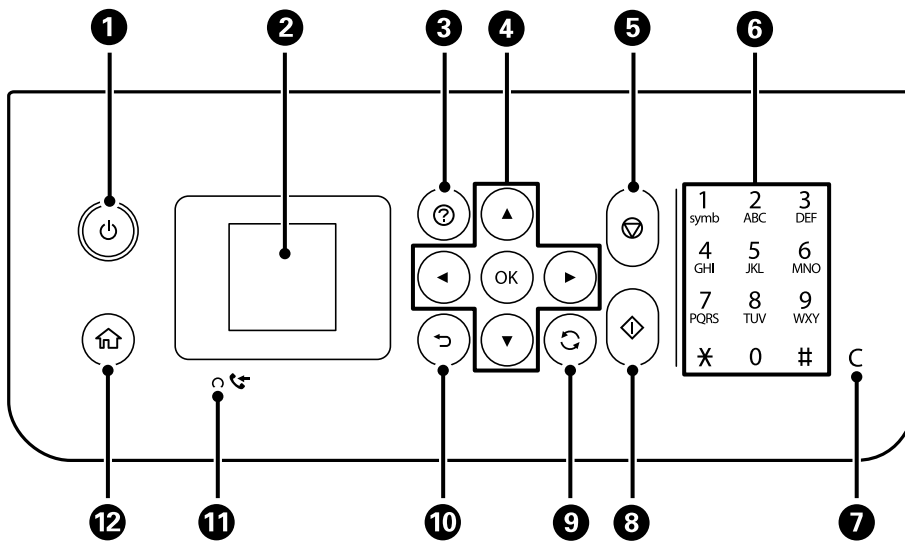 1 2 3 4 5 6
1 2 3
symb ABC DEF
4 5 6
GHI JKL MNO
OK
7 8 9
PQRS TUV WXY
* 0 #
C
12 11 10 9 8 7